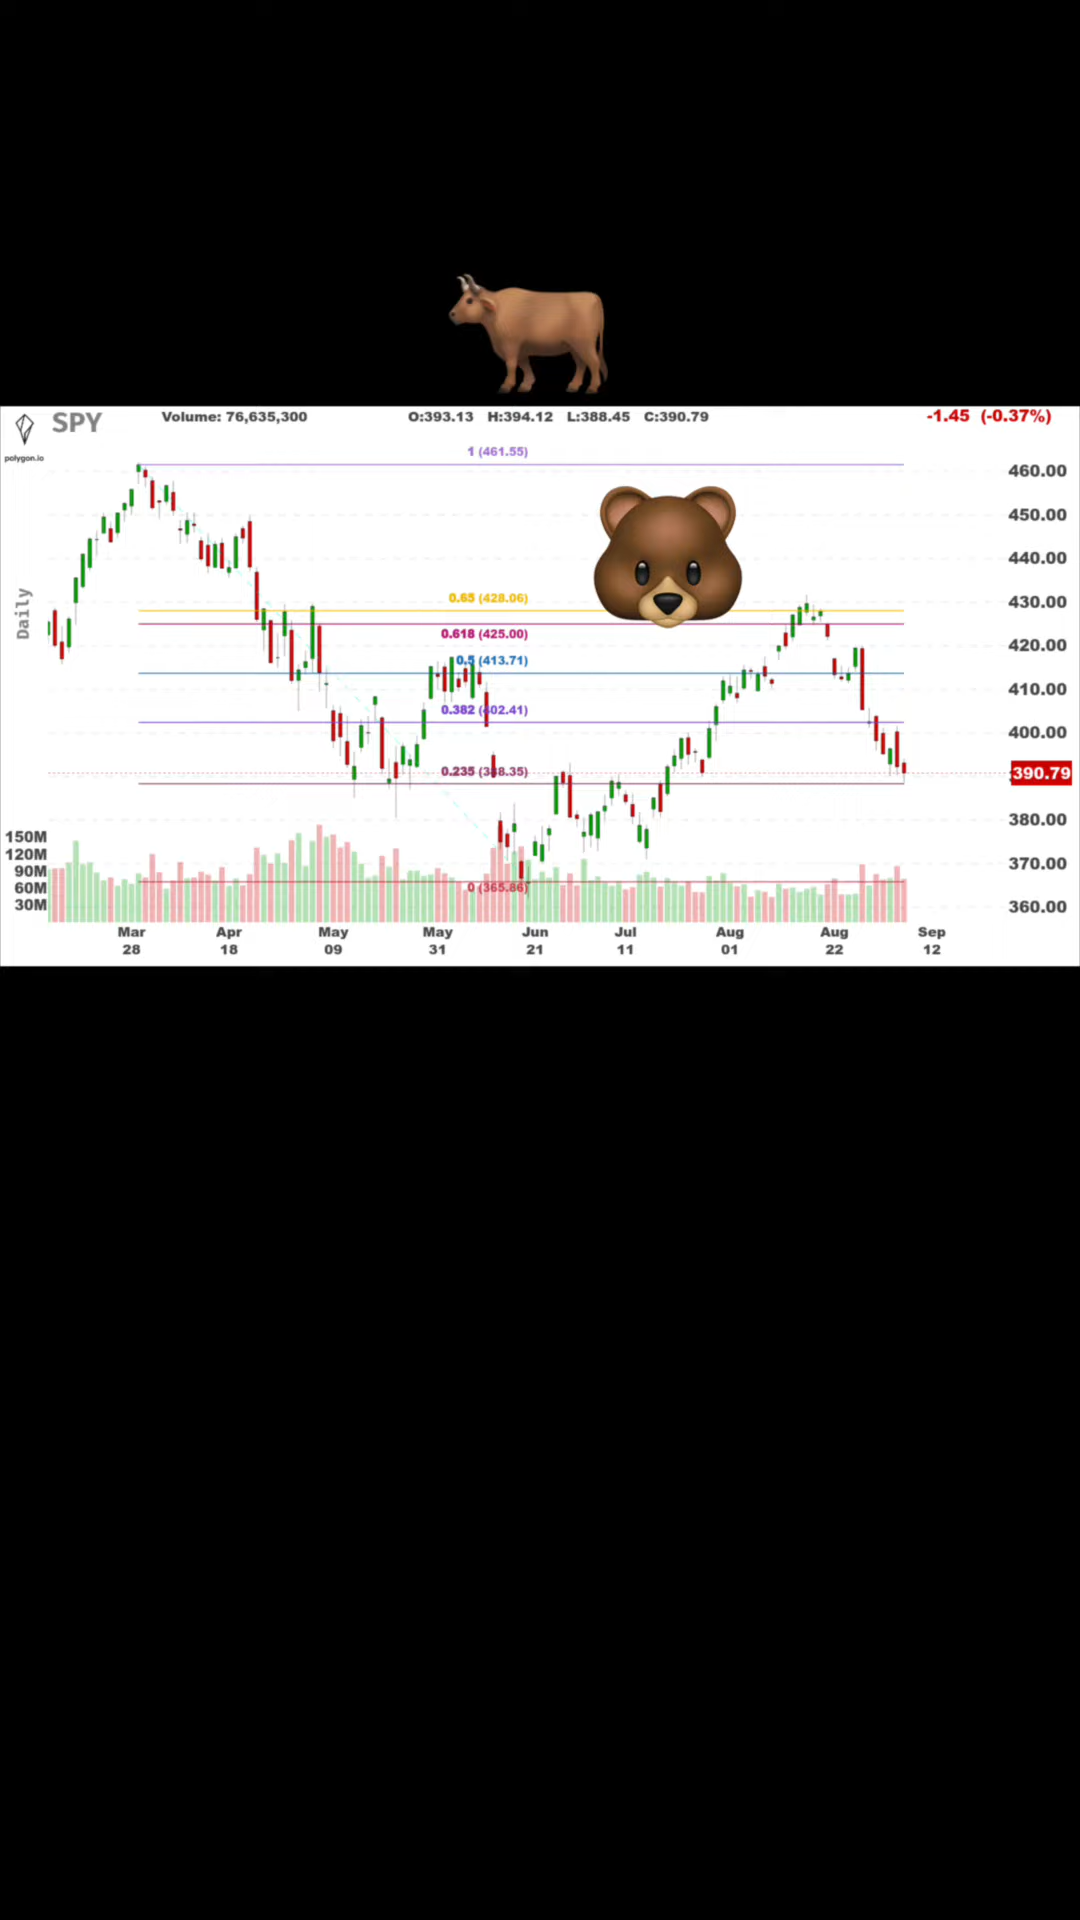 SPY Volume: 76,635,300 O:393.13 H:394.12 L:388.45 C:390.79 -1.45 (-0.37%)
polygon.io
Daily
1 (461.55)
0.65 (428.06)
0.618 (425.00)
0.5 (413.71)
0.382 (402.41)
0.235 (388.35)
0 (365.86)
460.00
450.00
440.00
430.00
420.00
410.00
400.00
390.79
380.00
370.00
360.00
150M
120M
90M
60M
30M
Mar Apr May May Jun Jul Aug Aug Sep
28 18 09 31 21 11 01 22 12